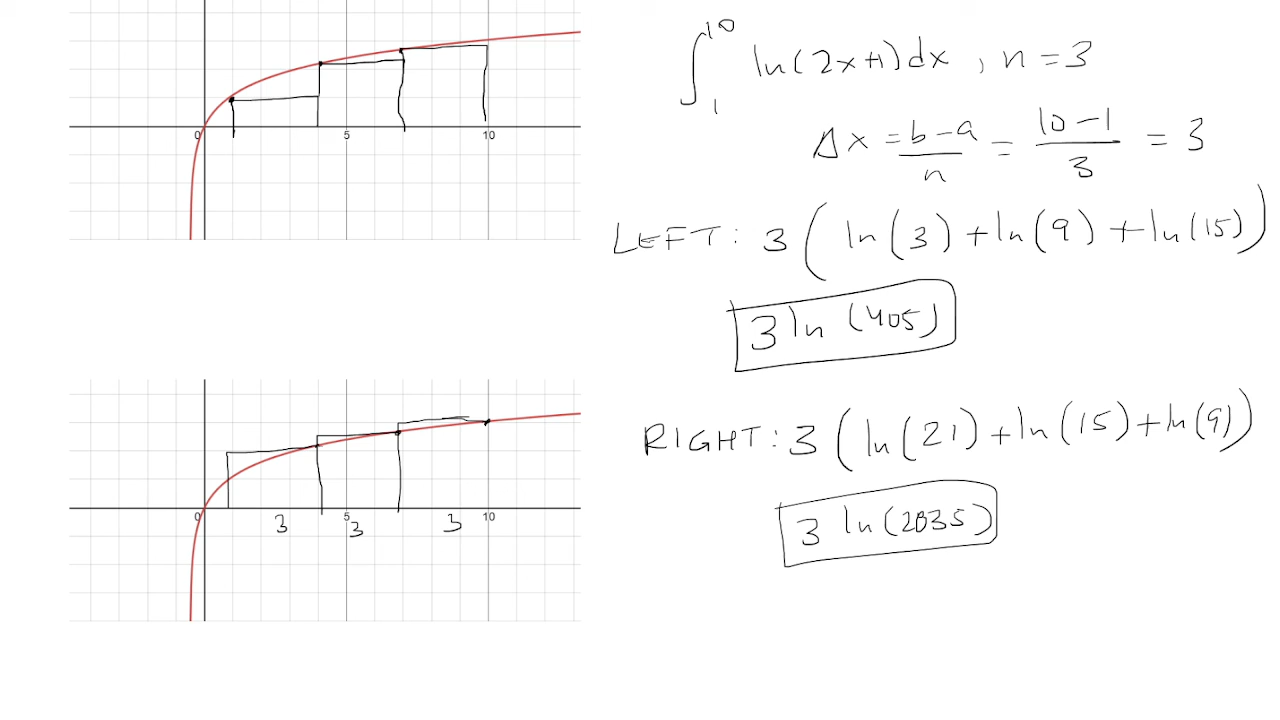 ∫₁¹⁰ ln(2x+1)dx , n = 3
Δx = (b-a)/n = (10-1)/3 = 3
0 5 10
LEFT: 3 ( ln(3) + ln(9) + ln(15) )
3 ln(405)
RIGHT: 3 ( ln(21) + ln(15) + ln(9) )
0 5 10
3 3 3
3 ln(2835)